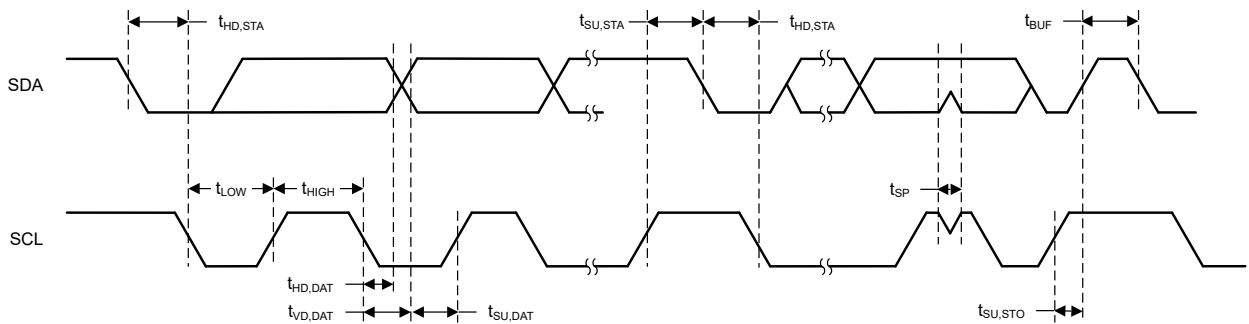 tHD,STA
tSU,STA
tHD,STA
tBUF
SDA
tLOW
tHIGH
tSP
SCL
tHD,DAT
tVD,DAT
tSU,DAT
tSU,STO